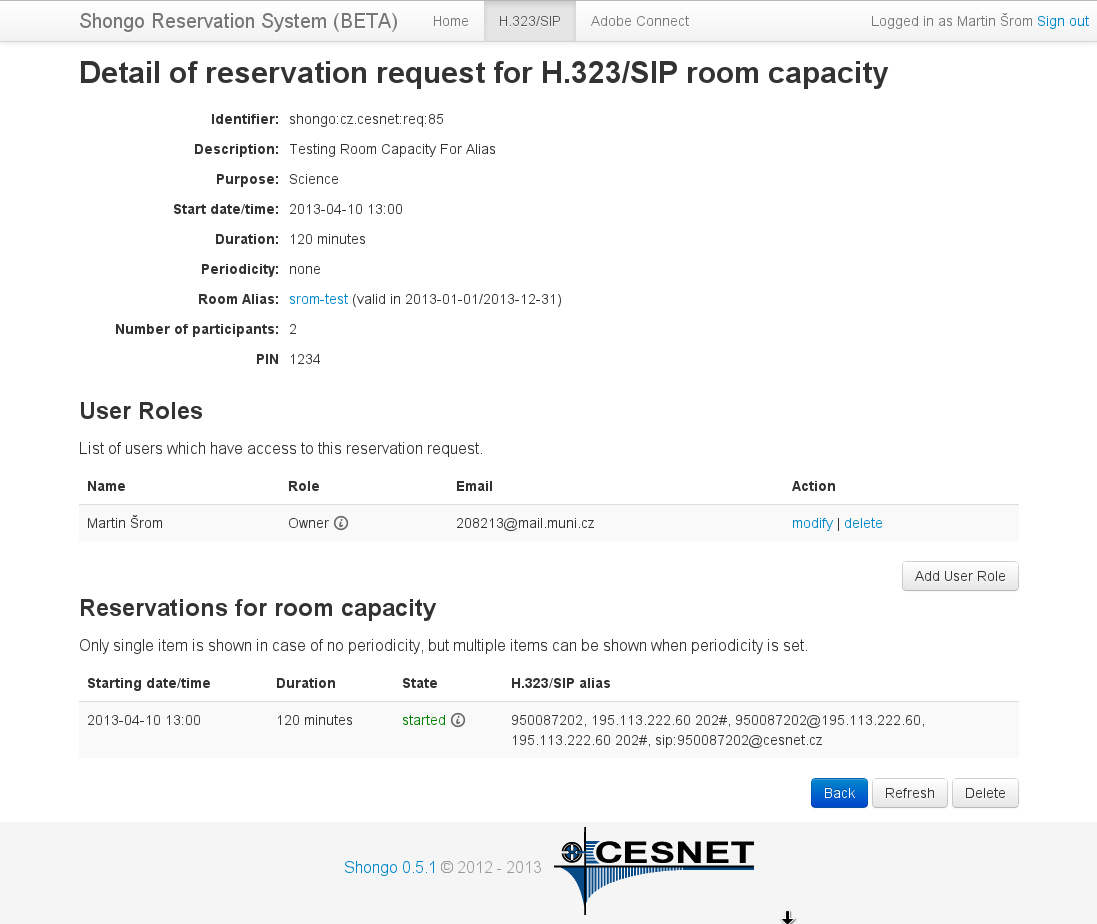 Shongo Reservation System (BETA) Home H.323/SIP Adobe Connect Logged in as Martin Šrom Sign out
Detail of reservation request for H.323/SIP room capacity
Identifier: shongo:cz.cesnet:req:85
Description: Testing Room Capacity For Alias
Purpose: Science
Start date/time: 2013-04-10 13:00
Duration: 120 minutes
Periodicity: none
Room Alias: srom-test (valid in 2013-01-01/2013-12-31)
Number of participants: 2
PIN 1234
User Roles
List of users which have access to this reservation request.
Name Role Email Action
Martin Šrom Owner i 208213@mail.muni.cz modify | delete
Add User Role
Reservations for room capacity
Only single item is shown in case of no periodicity, but multiple items can be shown when periodicity is set.
Starting date/time Duration State H.323/SIP alias
2013-04-10 13:00 120 minutes started i 950087202, 195.113.222.60 202#, 950087202@195.113.222.60,
195.113.222.60 202#, sip:950087202@cesnet.cz
Back Refresh Delete
Shongo 0.5.1 © 2012 - 2013 CESNET